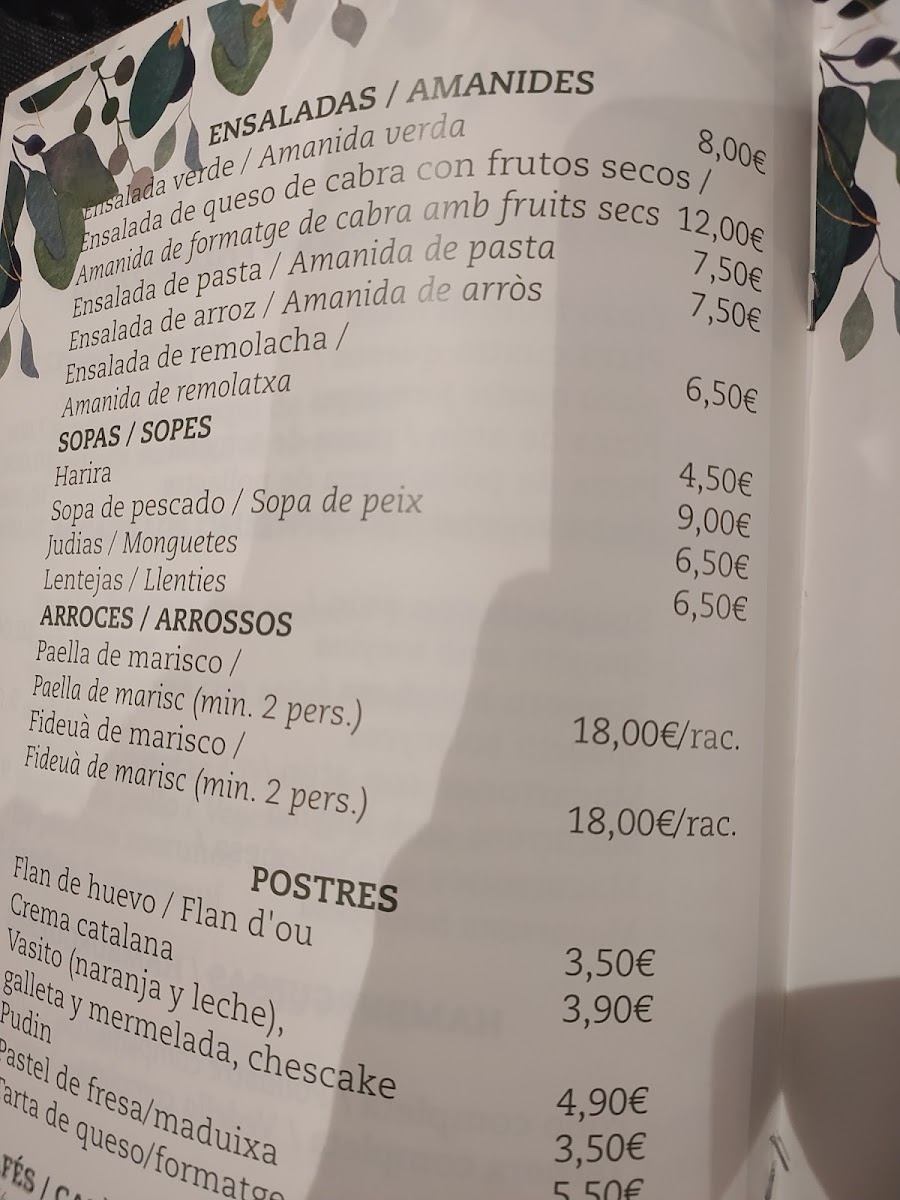 ENSALADAS / AMANIDES
Ensalada verde / Amanida verda 8,00€
Ensalada de queso de cabra con frutos secos /
Amanida de formatge de cabra amb fruits secs 12,00€
Ensalada de pasta / Amanida de pasta 7,50€
Ensalada de arroz / Amanida de arròs 7,50€
Ensalada de remolacha /
Amanida de remolatxa 6,50€
SOPAS / SOPES
Harira 4,50€
Sopa de pescado / Sopa de peix 9,00€
Judias / Monguetes 6,50€
Lentejas / Llenties 6,50€
ARROCES / ARROSSOS
Paella de marisco /
Paella de marisc (min. 2 pers.) 18,00€/rac.
Fideuà de marisco /
Fideuà de marisc (min. 2 pers.) 18,00€/rac.
POSTRES
Flan de huevo / Flan d'ou 3,50€
Crema catalana 3,90€
Vasito (naranja y leche),
galleta y mermelada, chescake 4,90€
Pudin 3,50€
Pastel de fresa/maduixa 5,50€
Tarta de queso/formatge